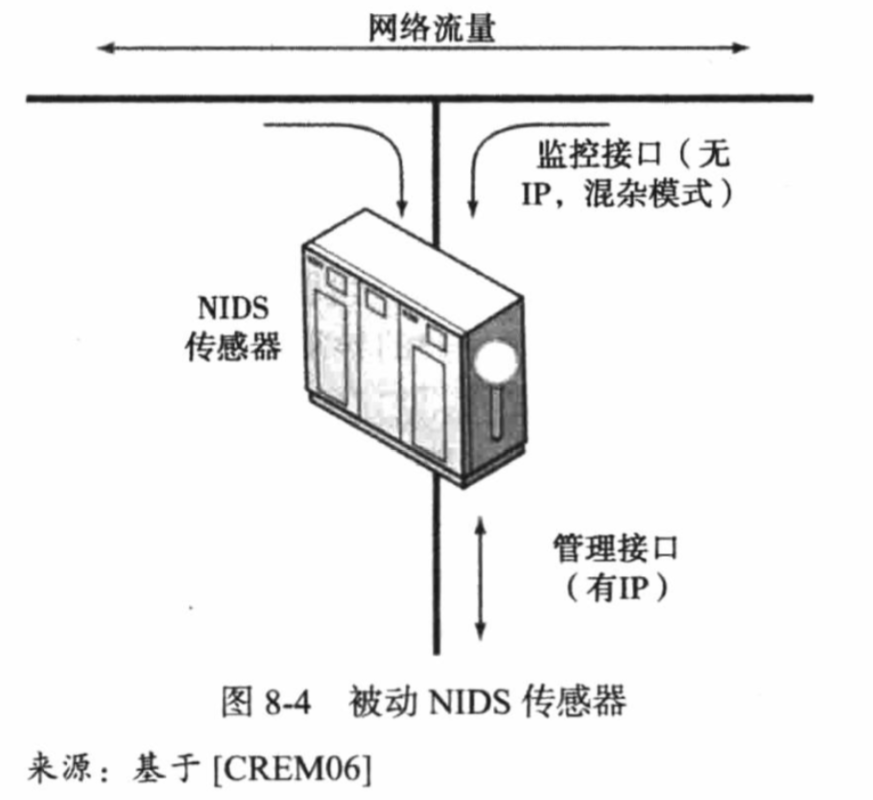 网络流量
监控接口（无
IP，混杂模式）
NIDS
传感器
管理接口
（有IP）
图 8-4 被动 NIDS 传感器
来源：基于 [CREM06]